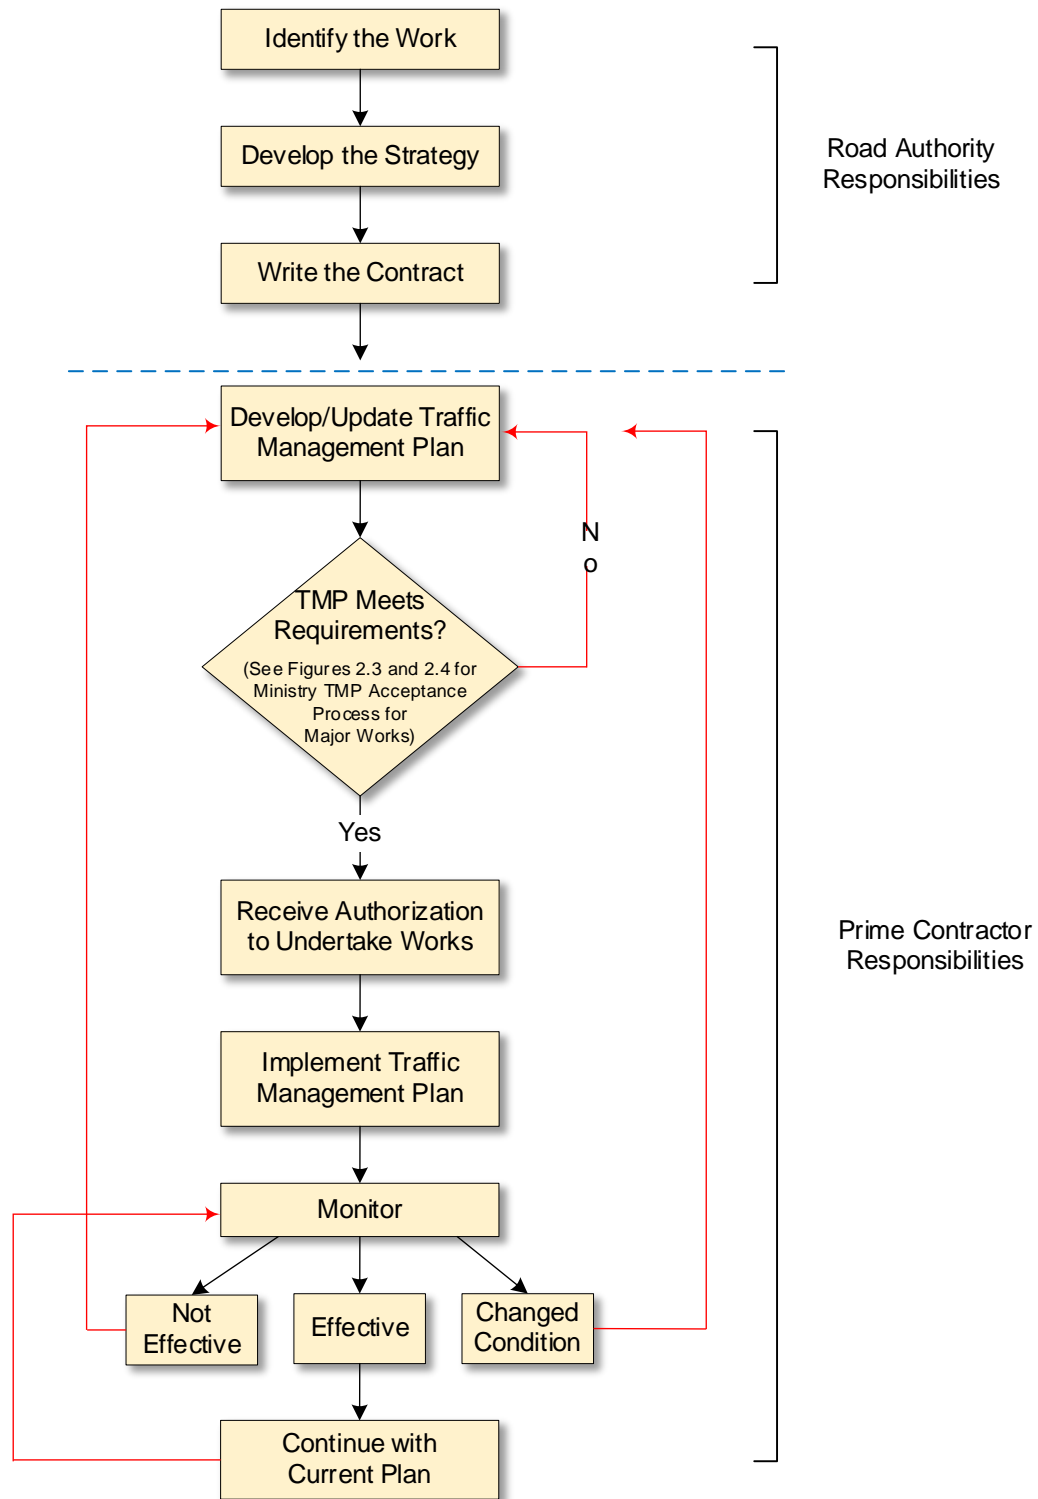 Identify the Work
Develop the Strategy
Write the Contract
Road Authority
Responsibilities
Develop/Update Traffic
Management Plan
N
o
TMP Meets
Requirements?
(See Figures 2.3 and 2.4 for
Ministry TMP Acceptance
Process for
Major Works)
Yes
Receive Authorization
to Undertake Works
Prime Contractor
Responsibilities
Implement Traffic
Management Plan
Monitor
Not
Effective
Effective
Changed
Condition
Continue with
Current Plan